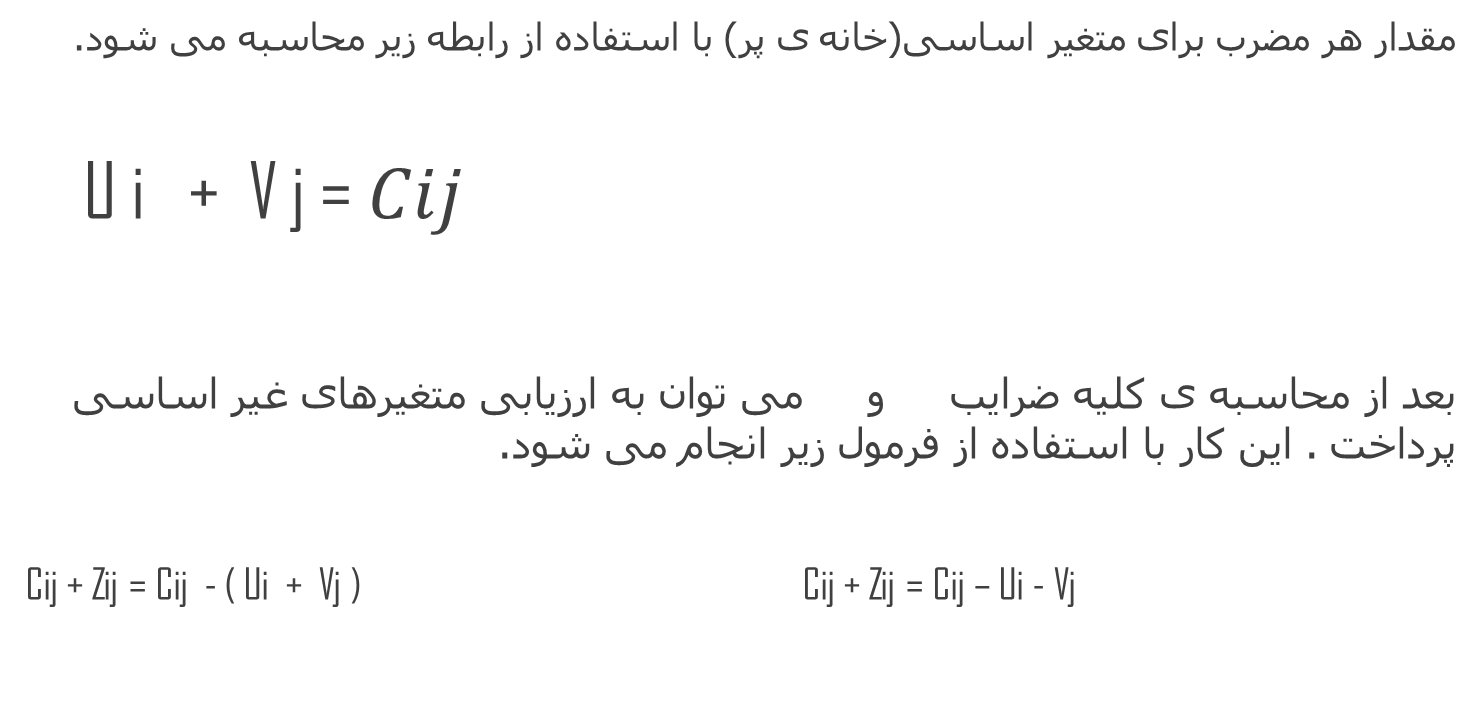 مقدار هر مضرب برای متغیر اساسی(خانه ی پر) با استفاده از رابطه زیر محاسبه می شود.
U i + V j = Cij
بعد از محاسبه ی کلیه ضرایب و می توان به ارزیابی متغیرهای غیر اساسی
پرداخت . این کار با استفاده از فرمول زیر انجام می شود.
Cij + Zij = Cij - ( Ui + Vj ) Cij + Zij = Cij – Ui - Vj